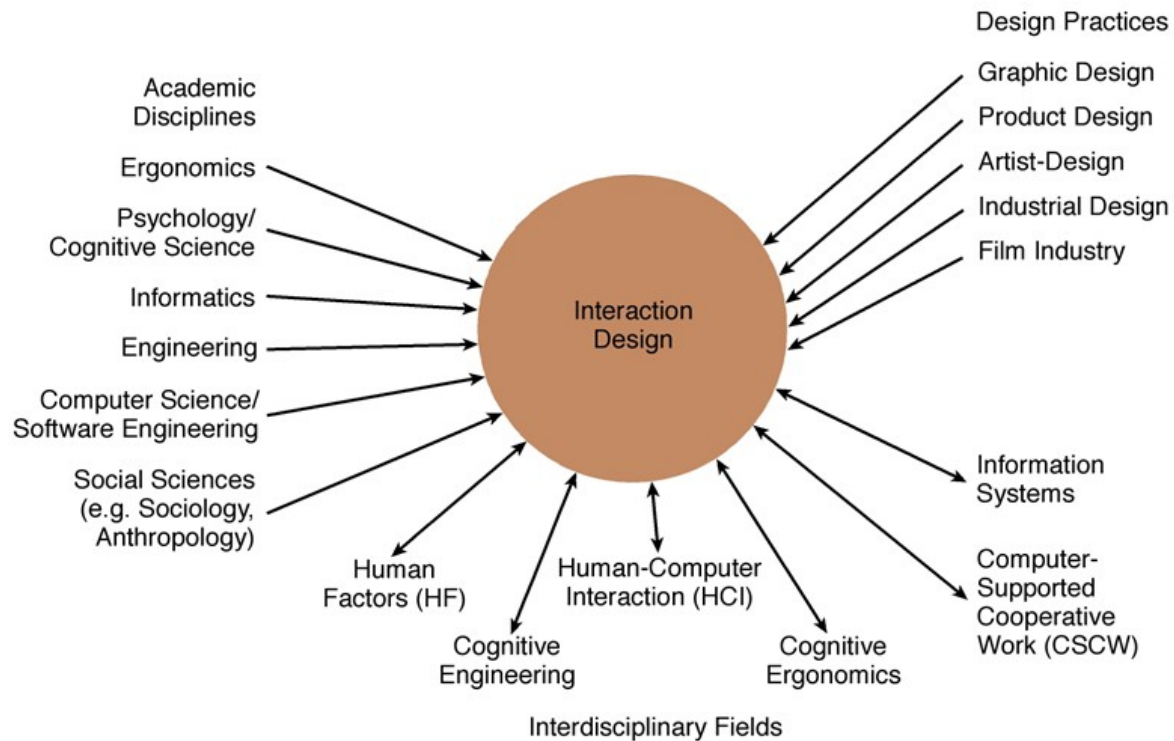 Design Practices
Graphic Design
Product Design
Artist-Design
Industrial Design
Film Industry
Academic
Disciplines
Ergonomics
Psychology/
Cognitive Science
Informatics
Engineering
Computer Science/
Software Engineering
Social Sciences
(e.g. Sociology,
Anthropology)
Interaction
Design
Human
Factors (HF)
Cognitive
Engineering
Human-Computer
Interaction (HCI)
Cognitive
Ergonomics
Information
Systems
Computer-
Supported
Cooperative
Work (CSCW)
Interdisciplinary Fields